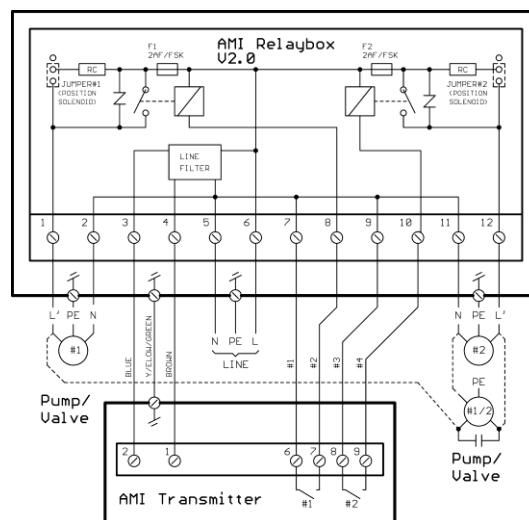 AMI Relaybox
V2.0
F1
2AF/FSK
F2
2AF/FSK
RC
RC
JUMPER#1
(POSITION
SOLENOID)
JUMPER#2
(POSITION
SOLENOID)
LINE
FILTER
1 2 3 4 5 6 7 8 9 10 11 12
L' PE N
N PE L
N PE L'
#1
LINE
#2
BLUE
Y/ELOW/GREEN
BROWN
#1
#2
#3
#4
PE
#1/2
Pump/
Valve
Pump/
Valve
2 1 6 7 8 9
#1 #2
AMI Transmitter